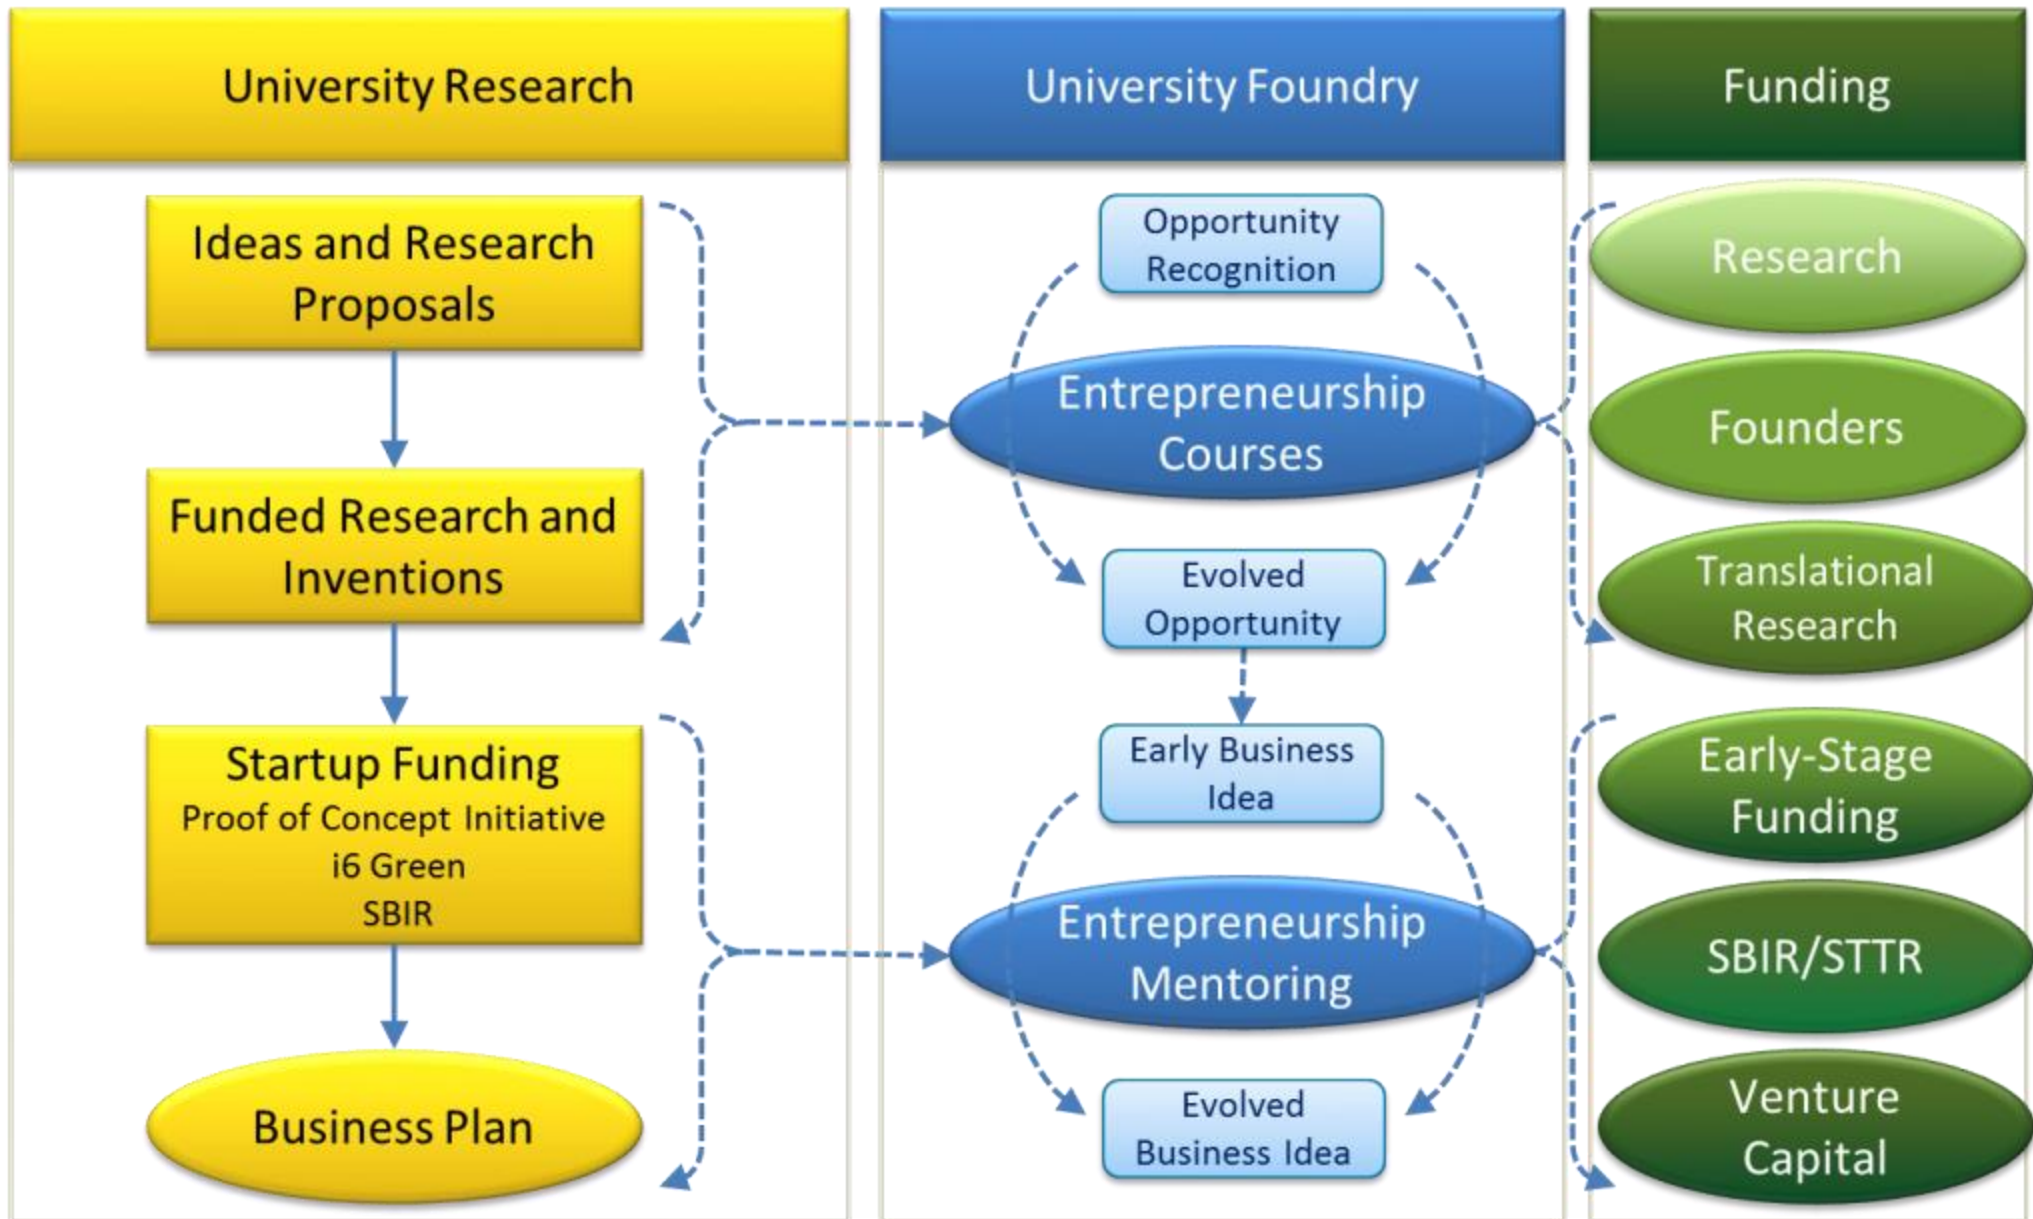 University Research
University Foundry
Funding
Ideas and Research
Proposals
Funded Research and
Inventions
Startup Funding
Proof of Concept Initiative
i6 Green
SBIR
Business Plan
Opportunity
Recognition
Entrepreneurship
Courses
Evolved
Opportunity
Early Business
Idea
Entrepreneurship
Mentoring
Evolved
Business Idea
Research
Founders
Translational
Research
Early-Stage
Funding
SBIR/STTR
Venture
Capital